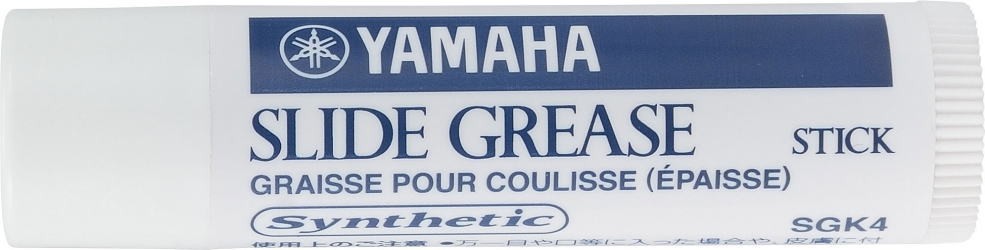 YAMAHA
SLIDE GREASE STICK
GRAISSE POUR COULISSE (ÉPAISSE)
Synthetic SGK4
使用上のご注意 •万一目や口等に入った場合や、皮膚に付